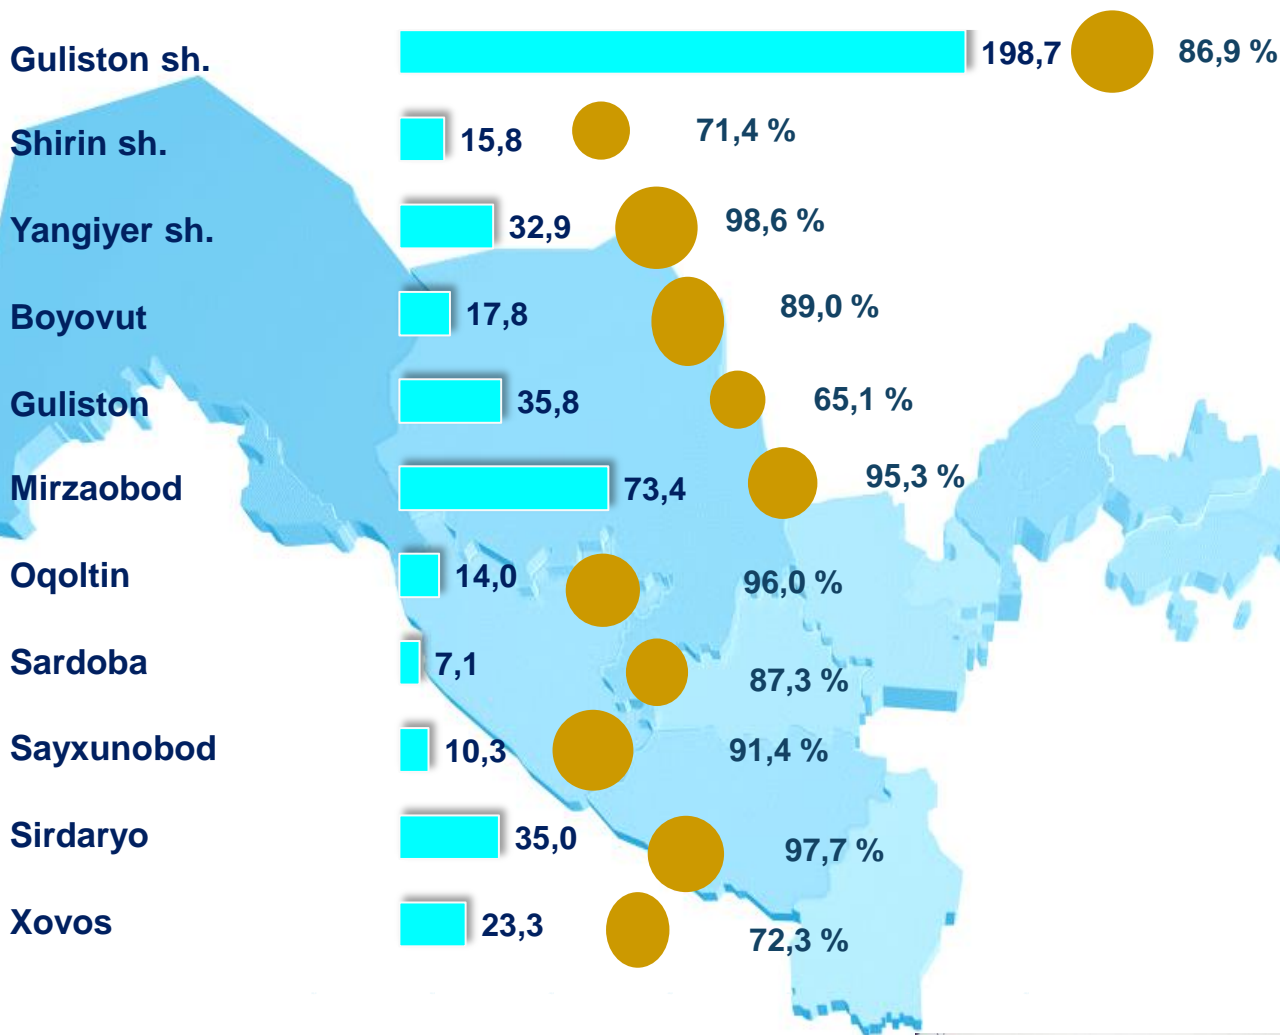 Guliston sh. 198,7 86,9 %
Shirin sh. 15,8 71,4 %
Yangiyer sh. 32,9 98,6 %
Boyovut 17,8 89,0 %
Guliston 35,8 65,1 %
Mirzaobod 73,4 95,3 %
Oqoltin 14,0 96,0 %
Sardoba 7,1 87,3 %
Sayxunobod 10,3 91,4 %
Sirdaryo 35,0 97,7 %
Xovos 23,3 72,3 %